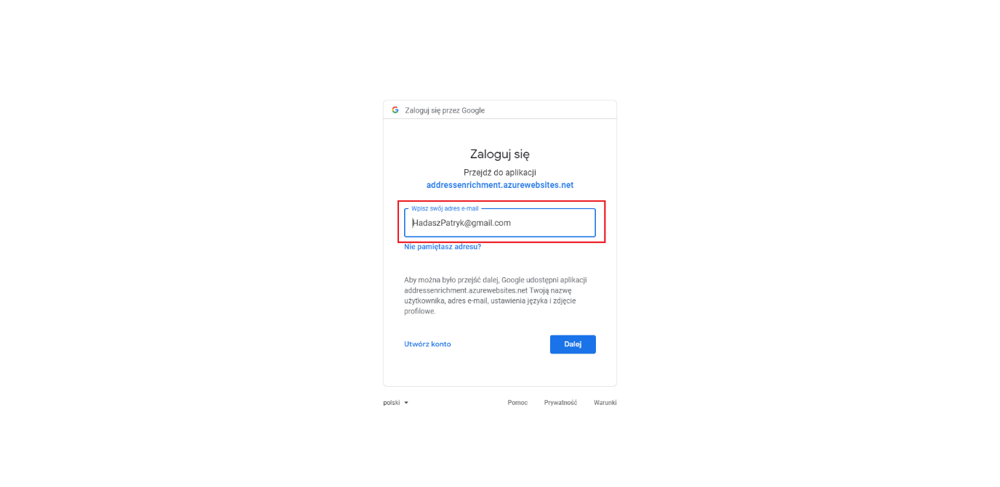 Zaloguj się przez Google
Zaloguj się
Przejdź do aplikacji
addressenrichment.azurewebsites.net
Wpisz swój adres e-mail
HadaszPatryk@gmail.com
Nie pamiętasz adresu?
Aby można było przejść dalej, Google udostępni aplikacji
addressenrichment.azurewebsites.net Twoją nazwę
użytkownika, adres e-mail, ustawienia języka i zdjęcie
profilowe.
Utwórz konto
Dalej
polski
Pomoc
Prywatność
Warunki